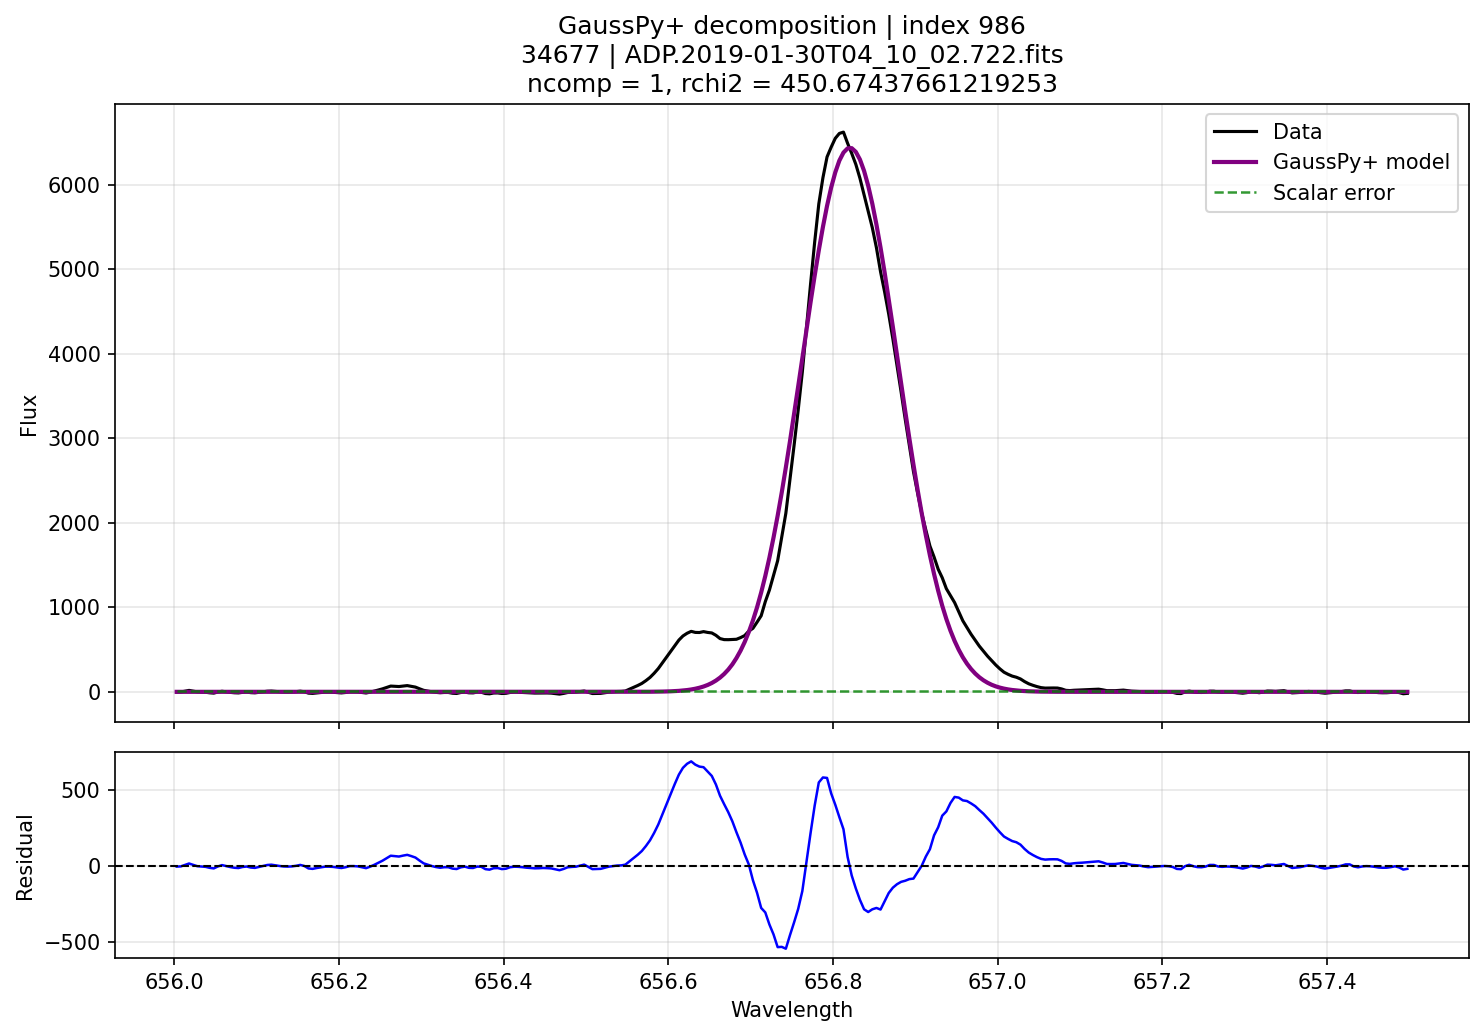 GaussPy+ decomposition | index 986
34677 | ADP.2019-01-30T04_10_02.722.fits
ncomp = 1, rchi2 = 450.67437661219253
Data
GaussPy+ model
Scalar error
Flux
6000
5000
4000
3000
2000
1000
0
Residual
500
0
−500
656.0
656.2
656.4
656.6
656.8
657.0
657.2
657.4
Wavelength